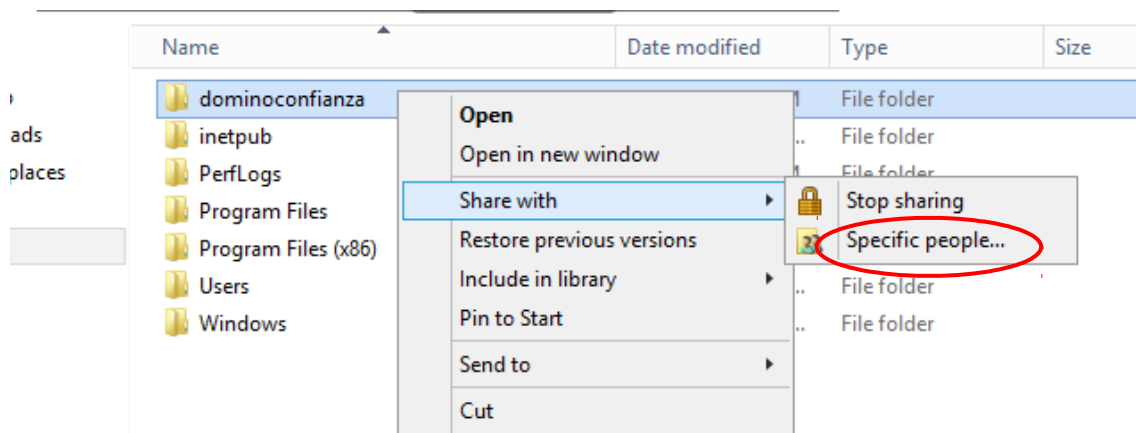 Name Date modified Type Size
dominoconfianza File folder
Open
inetpub .. File folder
ads
Open in new window
places
PerfLogs File folder
Share with
Stop sharing
Program Files
Restore previous versions
Specific people...
Program Files (x86)
Include in library
Users .. File folder
Pin to Start
Windows .. File folder
Send to
Cut